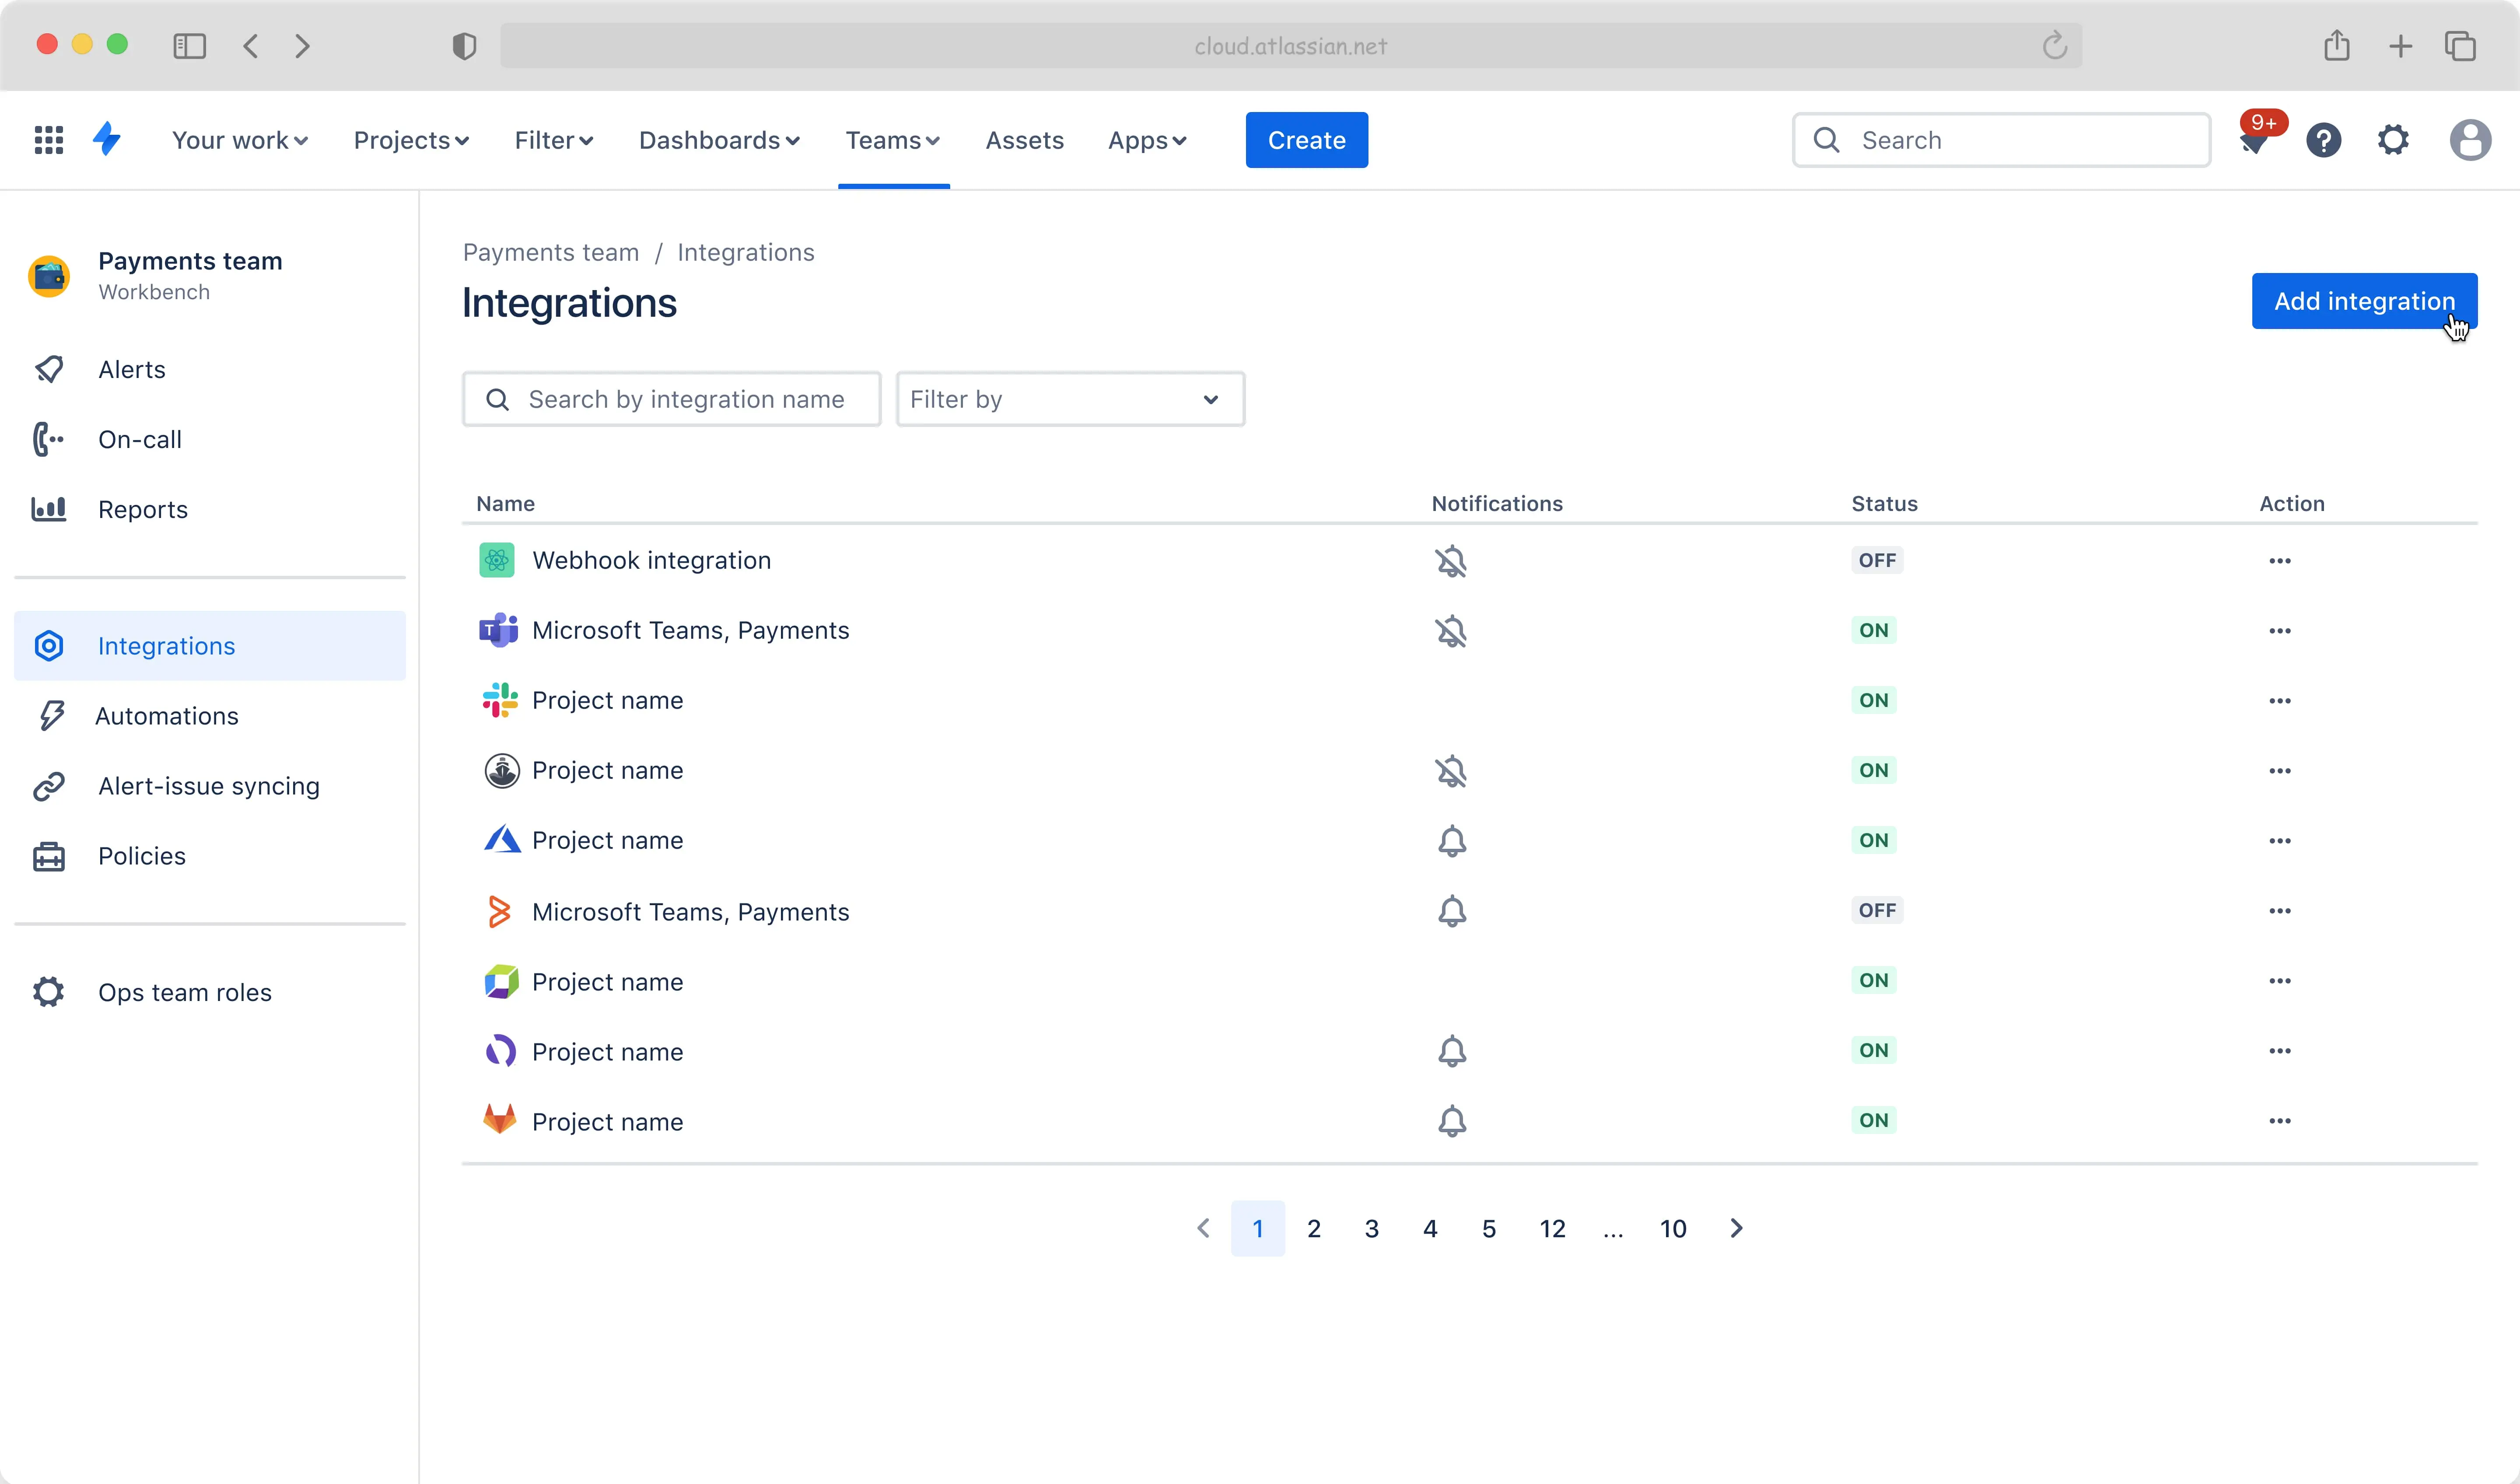 cloud.atlassian.net
Your work Projects Filter Dashboards Teams Assets Apps Create Search 9+
Payments team
Workbench
Alerts
On-call
Reports
Integrations
Automations
Alert-issue syncing
Policies
Ops team roles
Payments team / Integrations
Integrations
Add integration
Search by integration name Filter by
Name Notifications Status Action
Webhook integration OFF
T Microsoft Teams, Payments ON
Project name ON
Project name ON
Project name ON
Microsoft Teams, Payments OFF
Project name ON
Project name ON
Project name ON
1 2 3 4 5 12 ... 10